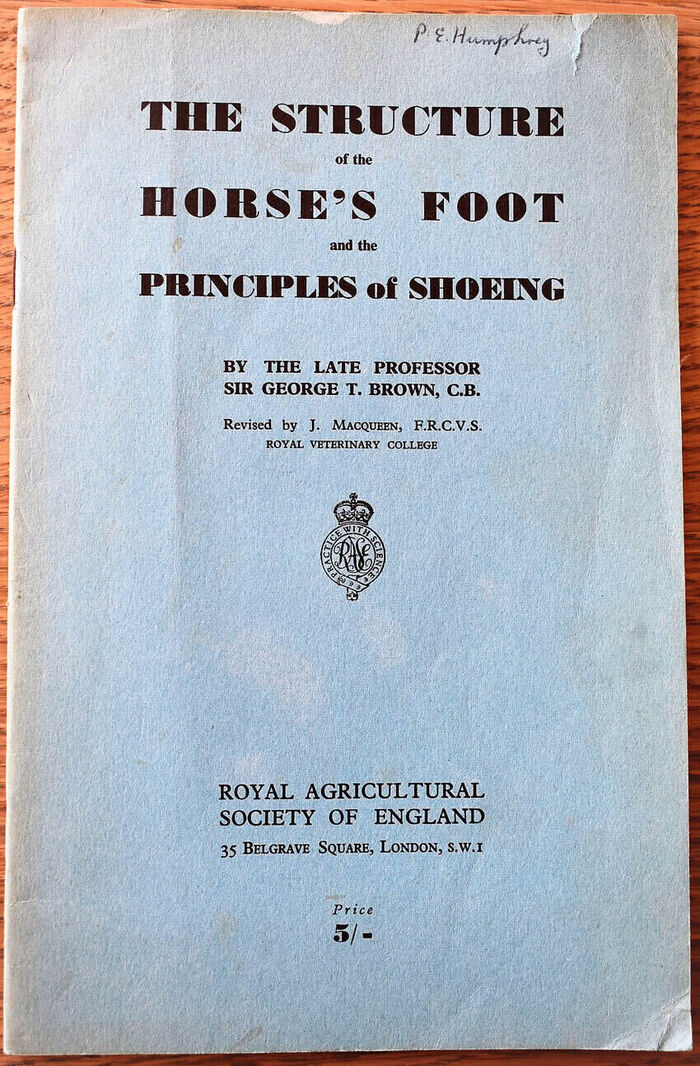 P. E. Humphrey
THE STRUCTURE
of the
HORSE'S FOOT
and the
PRINCIPLES of SHOEING
BY THE LATE PROFESSOR
SIR GEORGE T. BROWN, C.B.
Revised by J. MACQUEEN, F.R.C.V.S.
ROYAL VETERINARY COLLEGE
PRACTICE WITH SCIENCE
RASE
ROYAL AGRICULTURAL
SOCIETY OF ENGLAND
35 BELGRAVE SQUARE, LONDON, S.W.1
Price
5/-